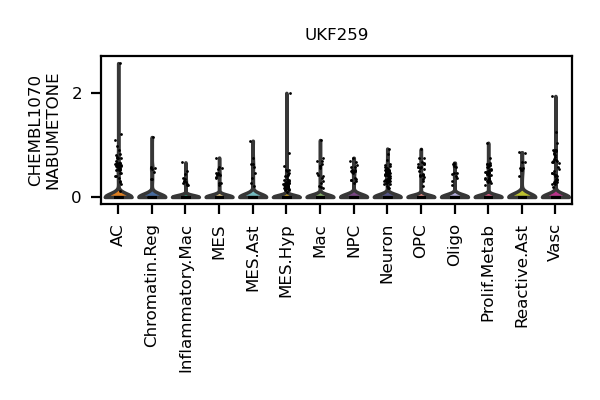 UKF259
CHEMBL1070
NABUMETONE
2
0
AC
Chromatin.Reg
Inflammatory.Mac
MES
MES.Ast
MES.Hyp
Mac
NPC
Neuron
OPC
Oligo
Prolif.Metab
Reactive.Ast
Vasc